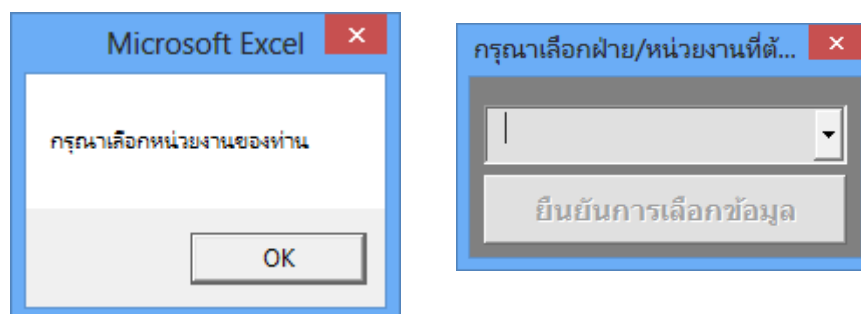 Microsoft Excel
กรุณาเลือกหน่วยงานของท่าน
OK
กรุณาเลือกฝ่าย/หน่วยงานที่ต้...
ยืนยันการเลือกข้อมูล